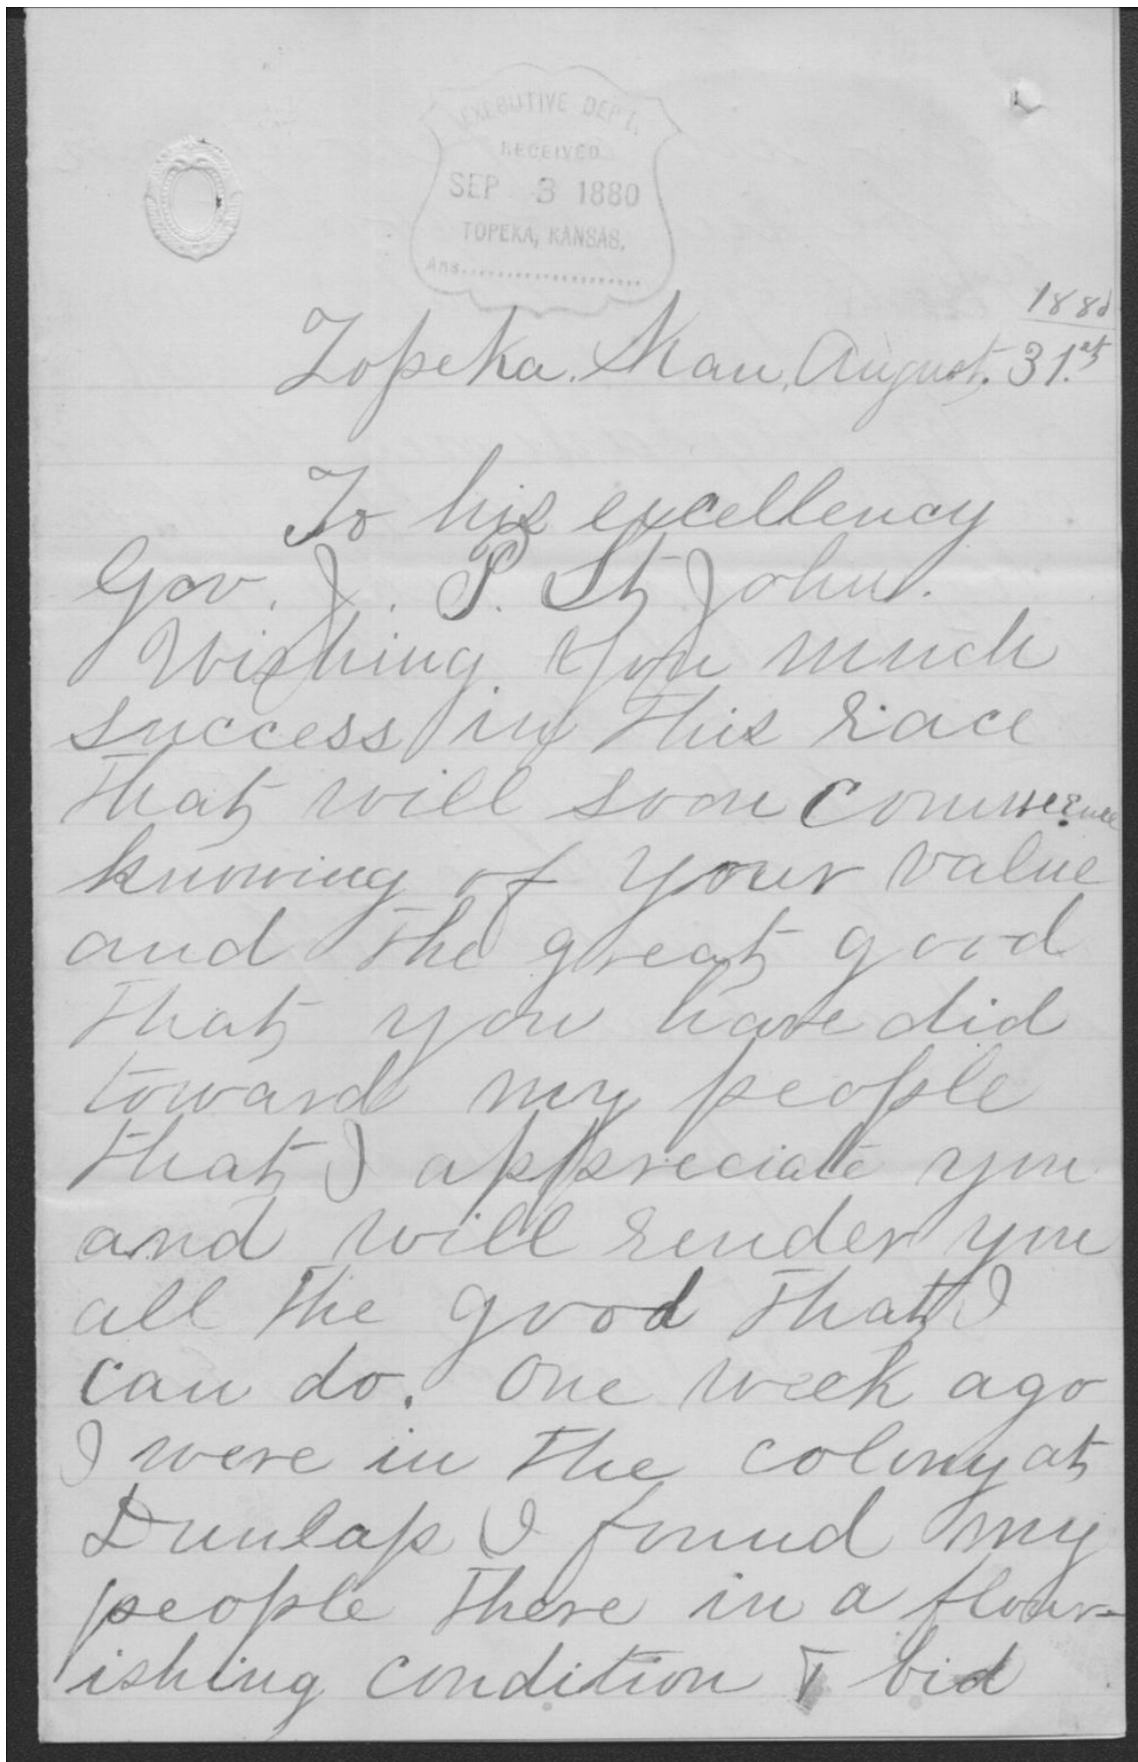 EXECUTIVE DEPT.
RECEIVED
SEP 3 1880
TOPEKA, KANSAS.
Ans.....................
1880
Topeka. Kan, August. 31.st
To his excellency
Gov. J. P. St John.
Wishing you much
success in this race
that will soon commence
knowing of your value
and the great good
that you have did
toward my people
that I appreciate you
and will render you
all the good that I
can do. One week ago
I were in the colony at
Dunlap I found my
people there in a flour-
ishing condition I bid